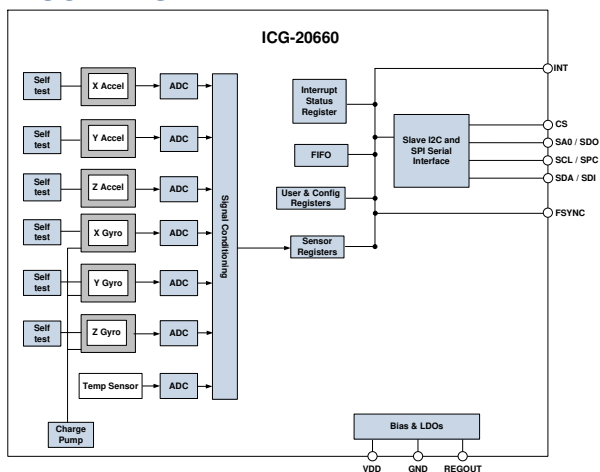 ICG-20660
Self
test
X Accel
ADC
Self
test
Y Accel
ADC
Self
test
Z Accel
ADC
Self
test
X Gyro
ADC
Self
test
Y Gyro
ADC
Self
test
Z Gyro
ADC
Temp Sensor
ADC
Charge
Pump
Signal Conditioning
Interrupt
Status
Register
FIFO
User & Config
Registers
Sensor
Registers
Slave I2C and
SPI Serial
Interface
INT
CS
SA0 / SDO
SCL / SPC
SDA / SDI
FSYNC
Bias & LDOs
VDD
GND
REGOUT